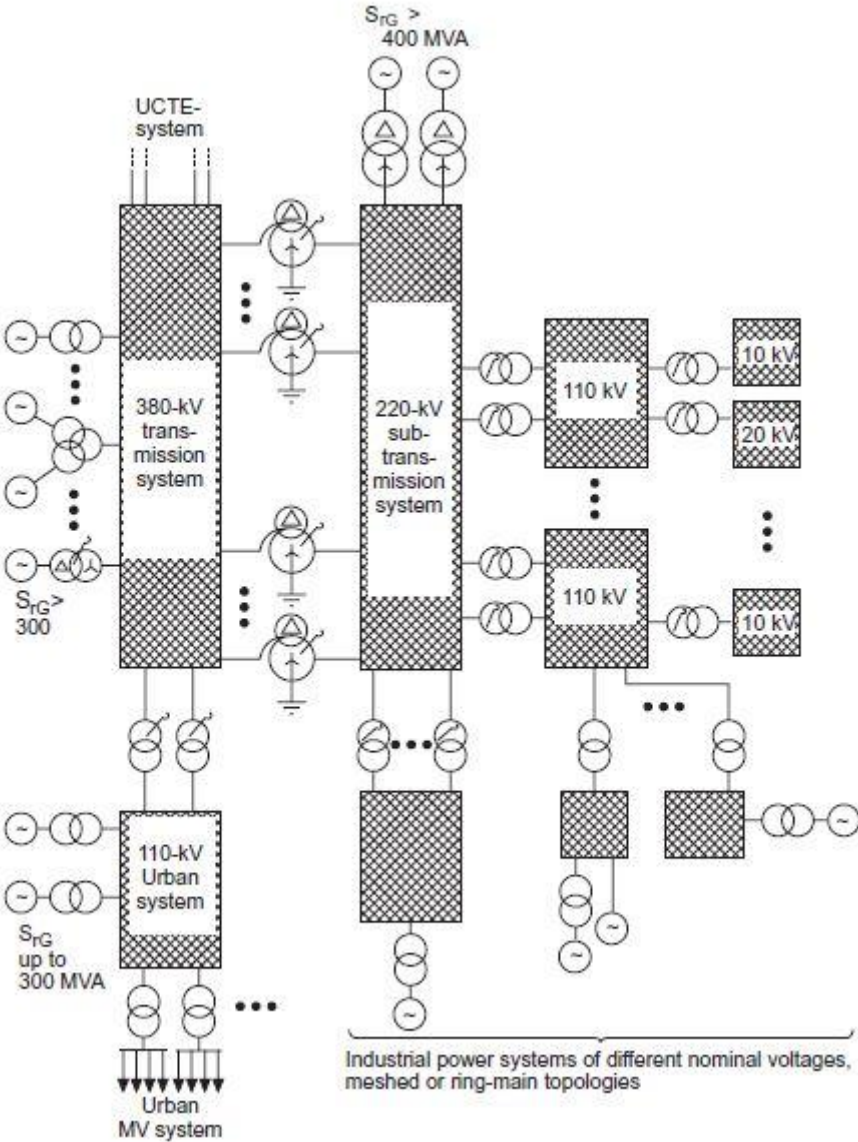 S_rG >
400 MVA
UCTE-
system
380-kV
trans-
mission
system
220-kV
sub-
trans-
mission
system
110 kV
10 kV
20 kV
110 kV
10 kV
S_rG >
300
110-kV
Urban
system
S_rG
up to
300 MVA
Urban
MV system
Industrial power systems of different nominal voltages,
meshed or ring-main topologies